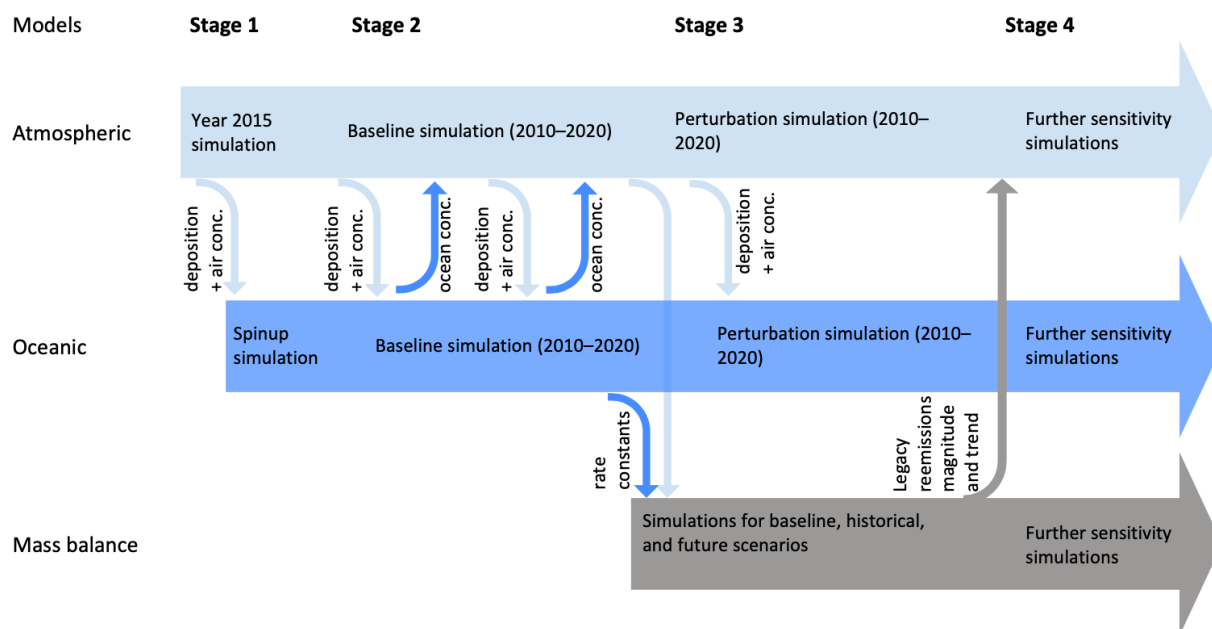 Models
Stage 1
Stage 2
Stage 3
Stage 4
Atmospheric
Year 2015
simulation
Baseline simulation (2010–2020)
Perturbation simulation (2010–
2020)
Further sensitivity
simulations
deposition
+ air conc.
deposition
+ air conc.
ocean conc.
deposition
+ air conc.
ocean conc.
deposition
+ air conc.
Oceanic
Spinup
simulation
Baseline simulation (2010–2020)
Perturbation simulation (2010–
2020)
Further sensitivity
simulations
rate
constants
Legacy
reemissions
magnitude
and trend
Mass balance
Simulations for baseline, historical,
and future scenarios
Further sensitivity
simulations